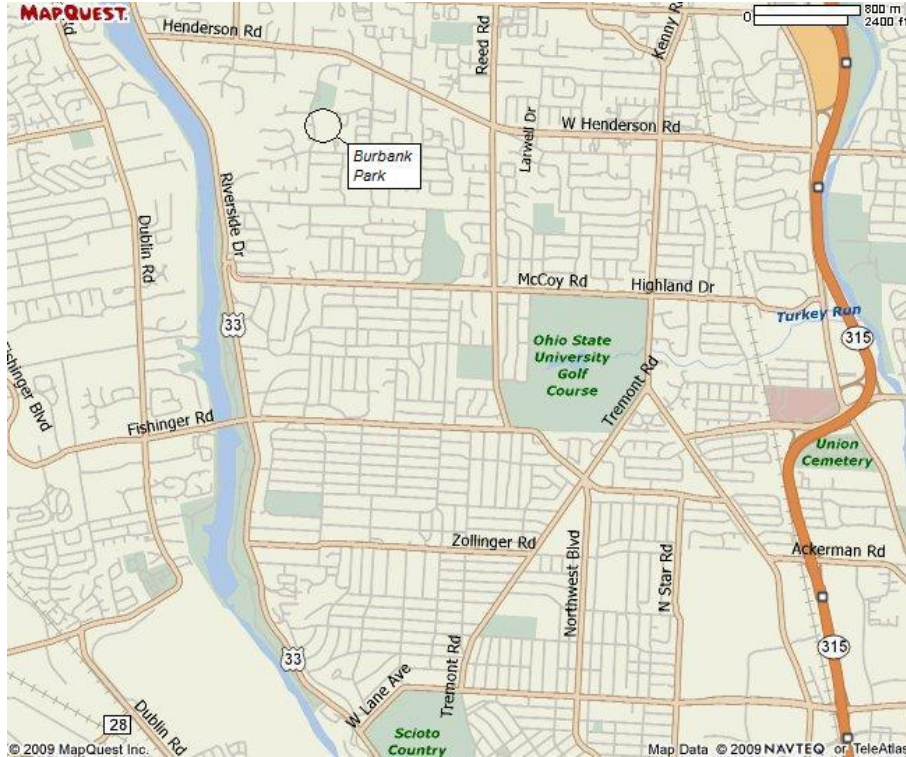 MAPQUEST.
Rd
Henderson Rd
Reed Rd
Kenny R
0
800 m
2400 ft
W Henderson Rd
Larwell Dr
Burbank
Park
Riverside Dr
Dublin Rd
McCoy Rd
Highland Dr
Turkey Run
33
315
Ohio State
University
Golf
Course
Tremont Rd
Fishinger Blvd
Fishinger Rd
Union
Cemetery
Zollinger Rd
Northwest Blvd
N Star Rd
Ackerman Rd
33
315
W Lane Ave
Tremont Rd
28
Dublin Rd
Scioto
Country
© 2009 MapQuest Inc.
Map Data © 2009 NAVTEQ or TeleAtlas